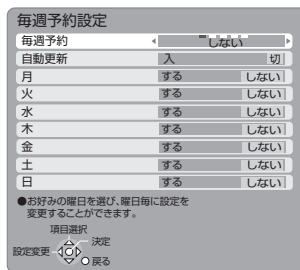 毎週予約設定
毎週予約 しない
自動更新 入 切
月 する しない
火 する しない
水 する しない
木 する しない
金 する しない
土 する しない
日 する しない
●お好みの曜日を選び、曜日毎に設定を
変更することができます。
項目選択
決定
設定変更
戻る